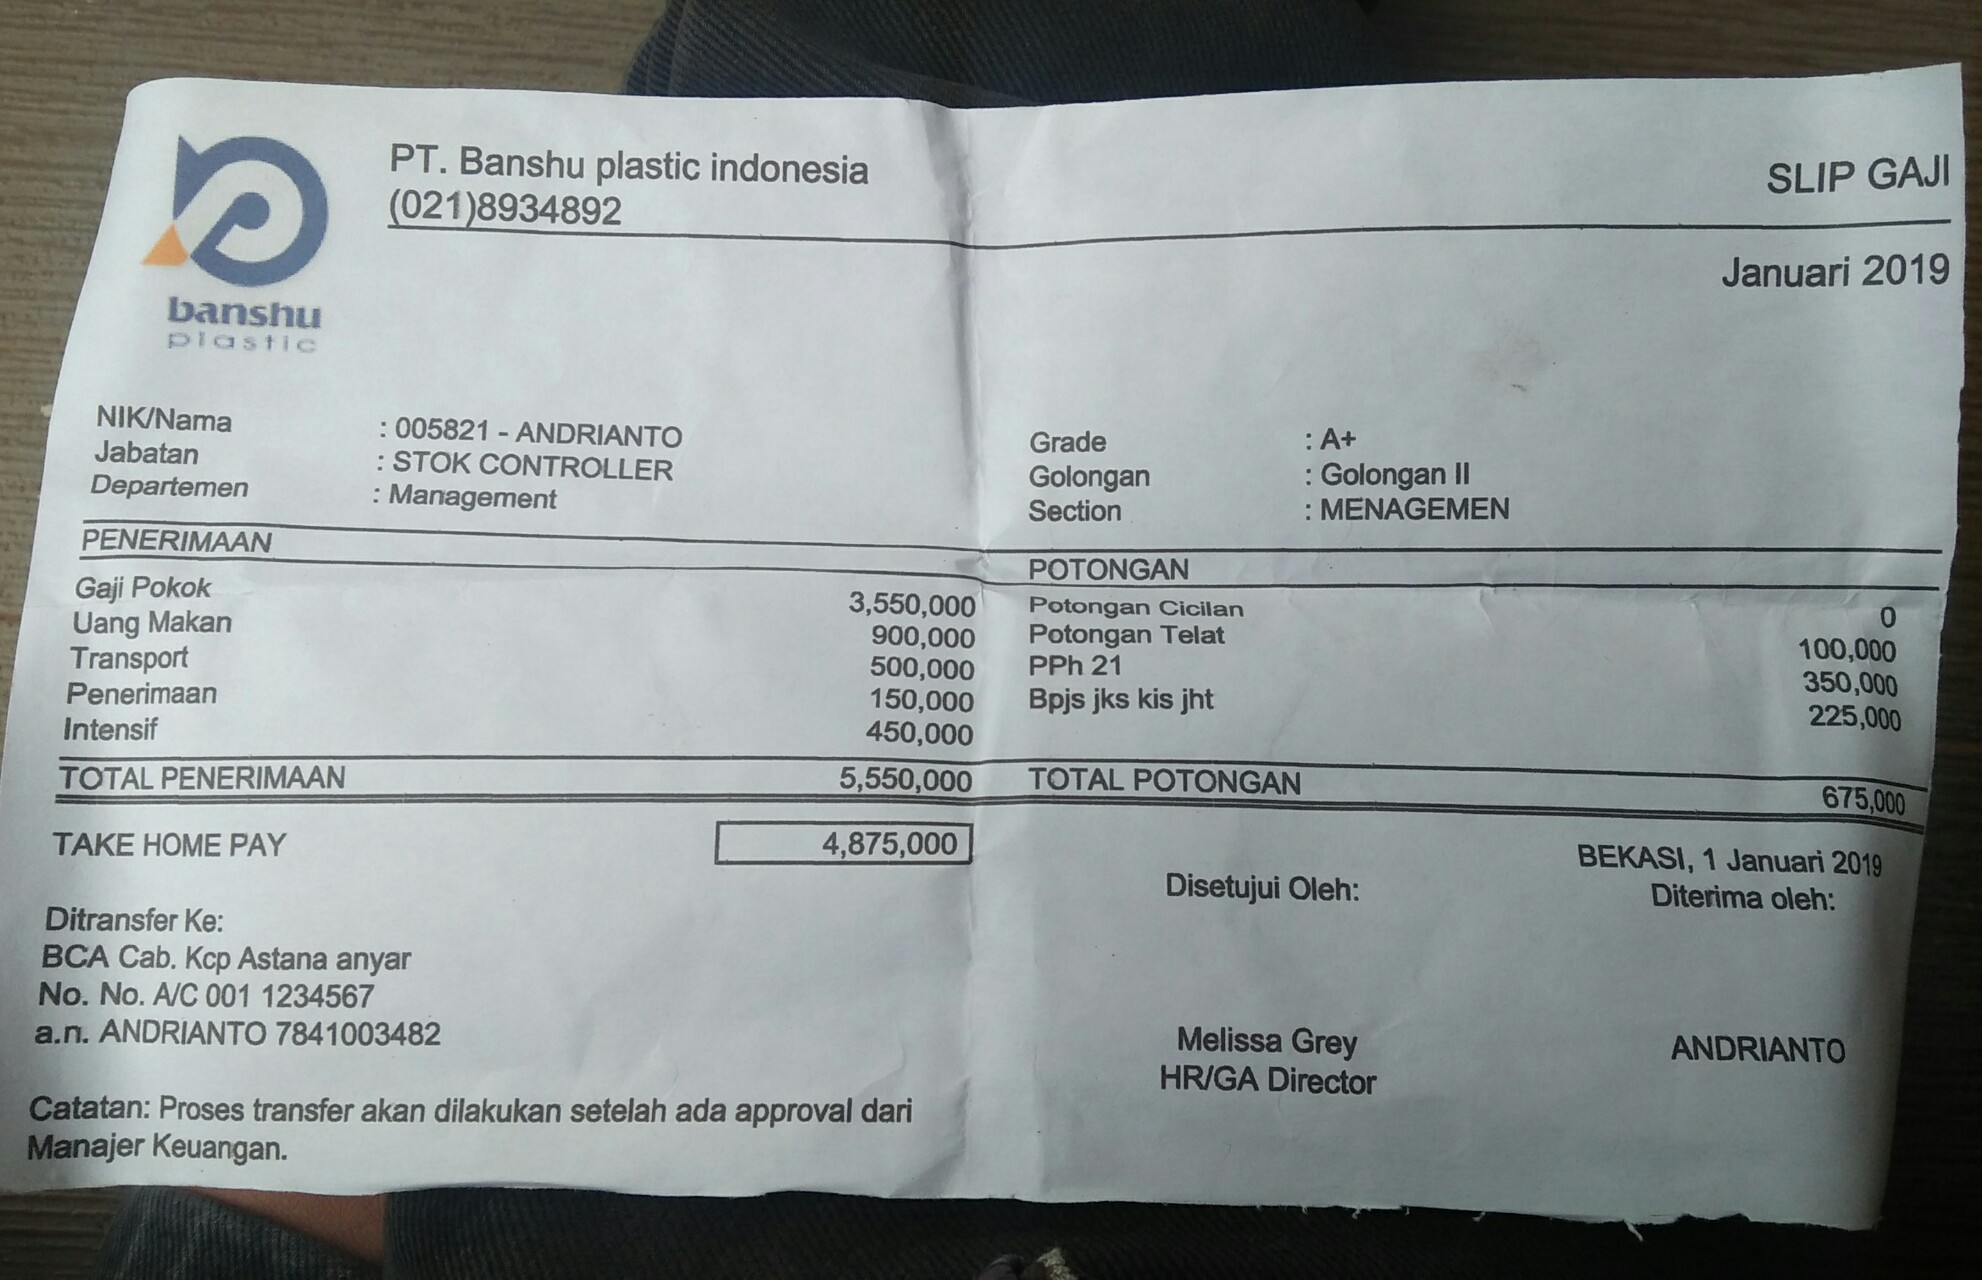 banshu
plastic
PT. Banshu plastic indonesia
(021)8934892
SLIP GAJI
Januari 2019
NIK/Nama : 005821 - ANDRIANTO
Jabatan : STOK CONTROLLER
Departemen : Management
Grade : A+
Golongan : Golongan II
Section : MENAGEMEN
PENERIMAAN
Gaji Pokok 3,550,000
Uang Makan 900,000
Transport 500,000
Penerimaan 150,000
Intensif 450,000
TOTAL PENERIMAAN 5,550,000
POTONGAN
Potongan Cicilan 0
Potongan Telat 100,000
PPh 21 350,000
Bpjs jks kis jht 225,000
TOTAL POTONGAN 675,000
TAKE HOME PAY 4,875,000
Ditransfer Ke:
BCA Cab. Kcp Astana anyar
No. No. A/C 001 1234567
a.n. ANDRIANTO 7841003482
Catatan: Proses transfer akan dilakukan setelah ada approval dari
Manajer Keuangan.
BEKASI, 1 Januari 2019
Disetujui Oleh:
Diterima oleh:
Melissa Grey
HR/GA Director
ANDRIANTO